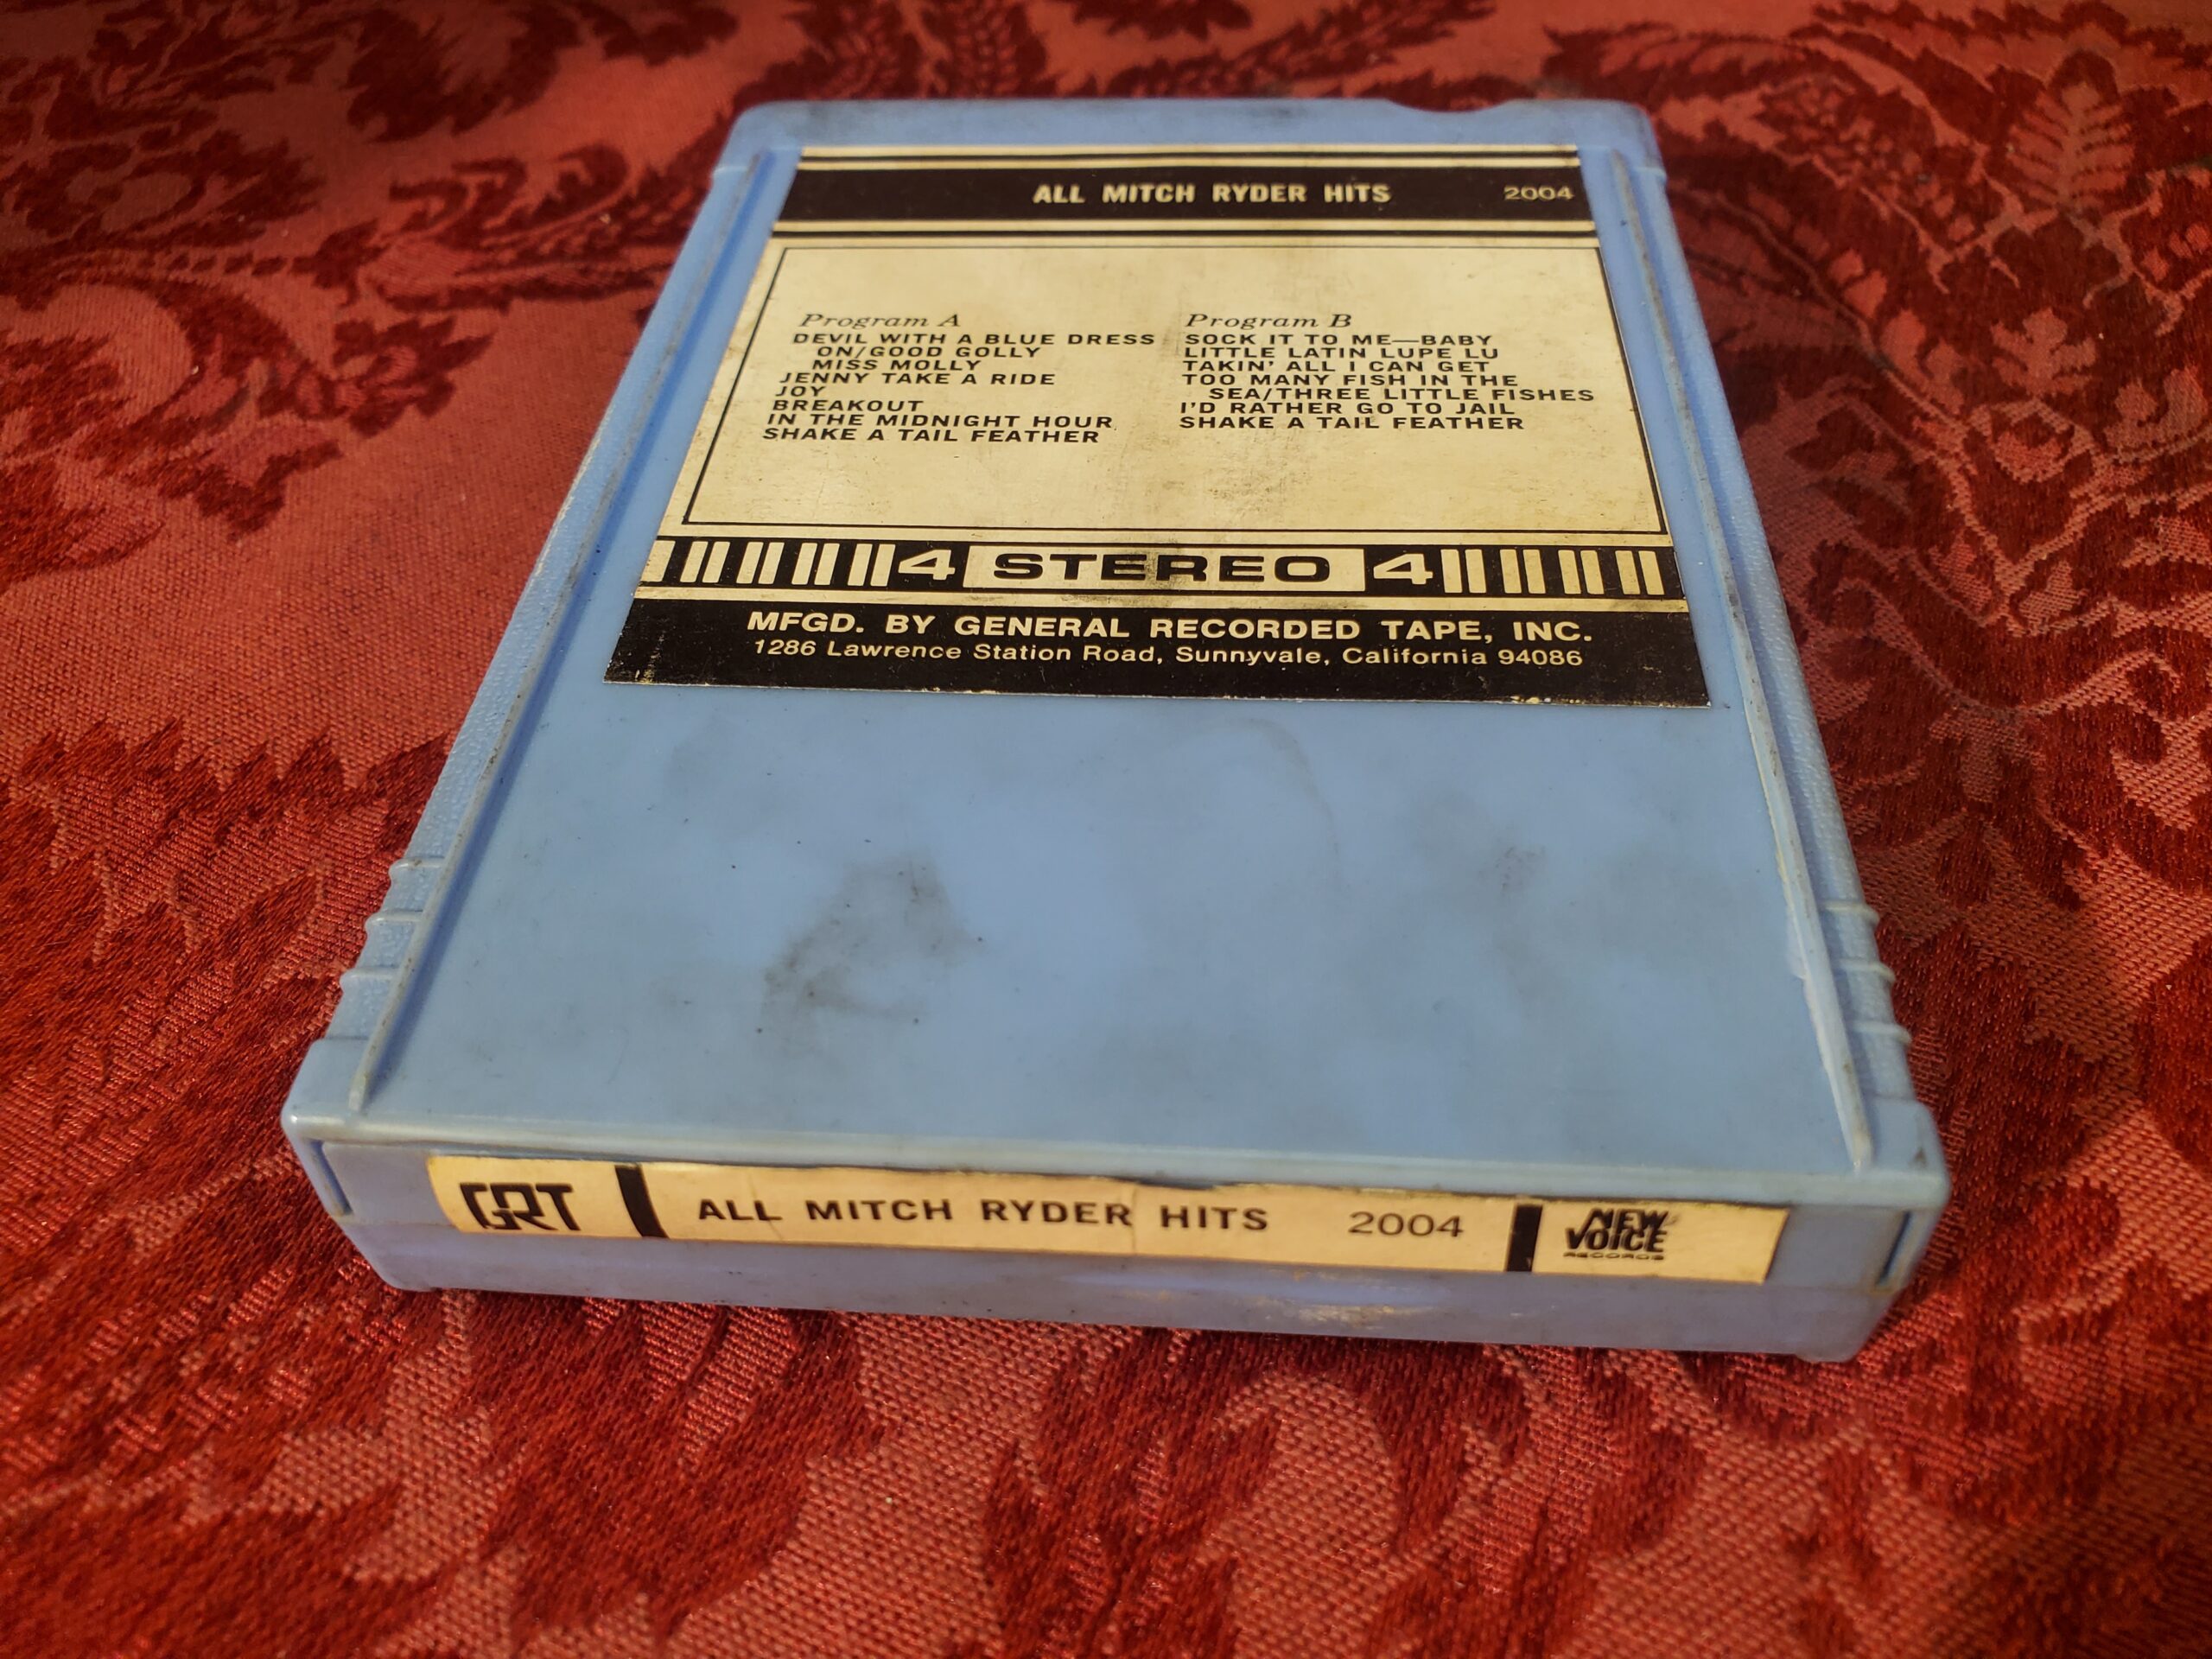 ALL MITCH RYDER HITS 2004
Program A
DEVIL WITH A BLUE DRESS
ON/GOOD GOLLY
MISS MOLLY
JENNY TAKE A RIDE
JOY
BREAKOUT
IN THE MIDNIGHT HOUR
SHAKE A TAIL FEATHER
Program B
SOCK IT TO ME—BABY
LITTLE LATIN LUPE LU
TAKIN' ALL I CAN GET
TOO MANY FISH IN THE
SEA/THREE LITTLE FISHES
I'D RATHER GO TO JAIL
SHAKE A TAIL FEATHER
4 STEREO 4
MFGD. BY GENERAL RECORDED TAPE, INC.
1286 Lawrence Station Road, Sunnyvale, California 94086
GRT ALL MITCH RYDER HITS 2004
NEW
VOICE
RECORDS